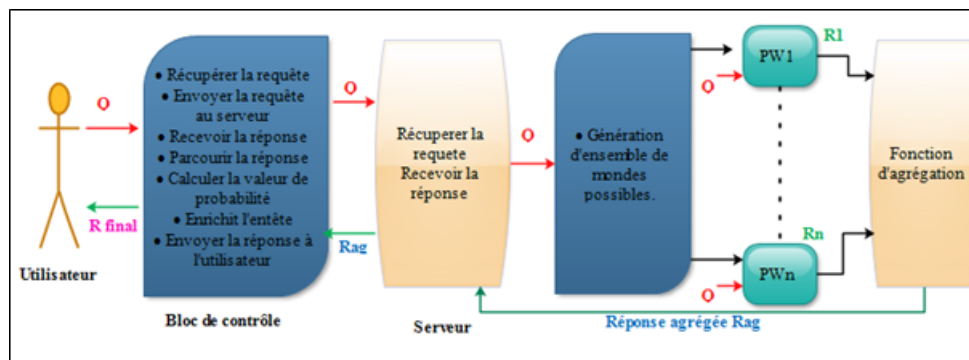 Q
Utilisateur
R final
• Récupérer la requête
• Envoyer la requête
au serveur
• Recevoir la réponse
• Parcourir la réponse
• Calculer la valeur de
probabilité
• Enrichit l'entête
• Envoyer la réponse à
l'utilisateur
Bloc de contrôle
Q
Rag
Récuperer la
requete
Recevoir la
réponse
Serveur
Q
• Génération
d'ensemble de
mondes
possibles.
Q
PW1
R1
Q
PWn
Rn
Fonction
d'agrégation
Réponse agrégée Rag